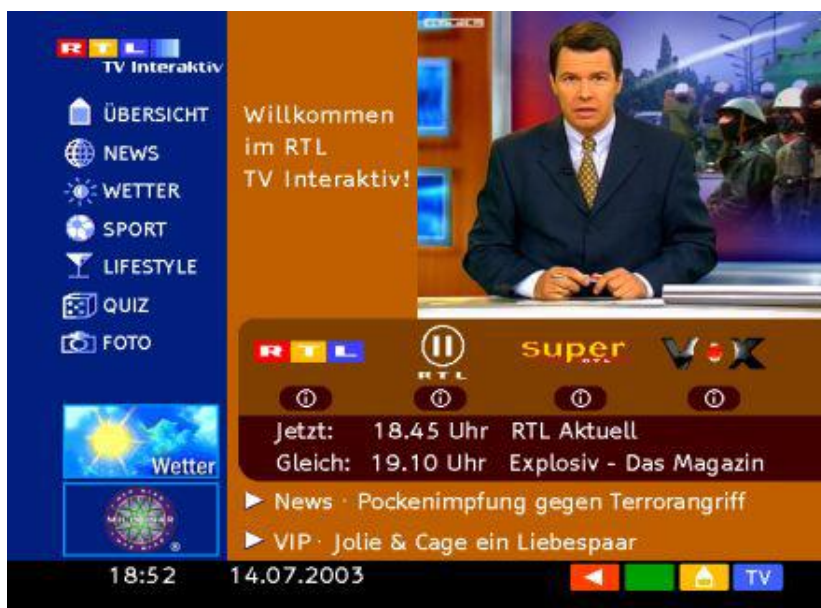 RTL
TV Interaktiv
ÜBERSICHT
NEWS
WETTER
SPORT
LIFESTYLE
QUIZ
FOTO
Wetter
Willkommen
im RTL
TV Interaktiv!
RTL
RTL
super
RTL
VOX
Jetzt: 18.45 Uhr RTL Aktuell
Gleich: 19.10 Uhr Explosiv - Das Magazin
News · Pockenimpfung gegen Terrorangriff
VIP · Jolie & Cage ein Liebespaar
18:52 14.07.2003
TV